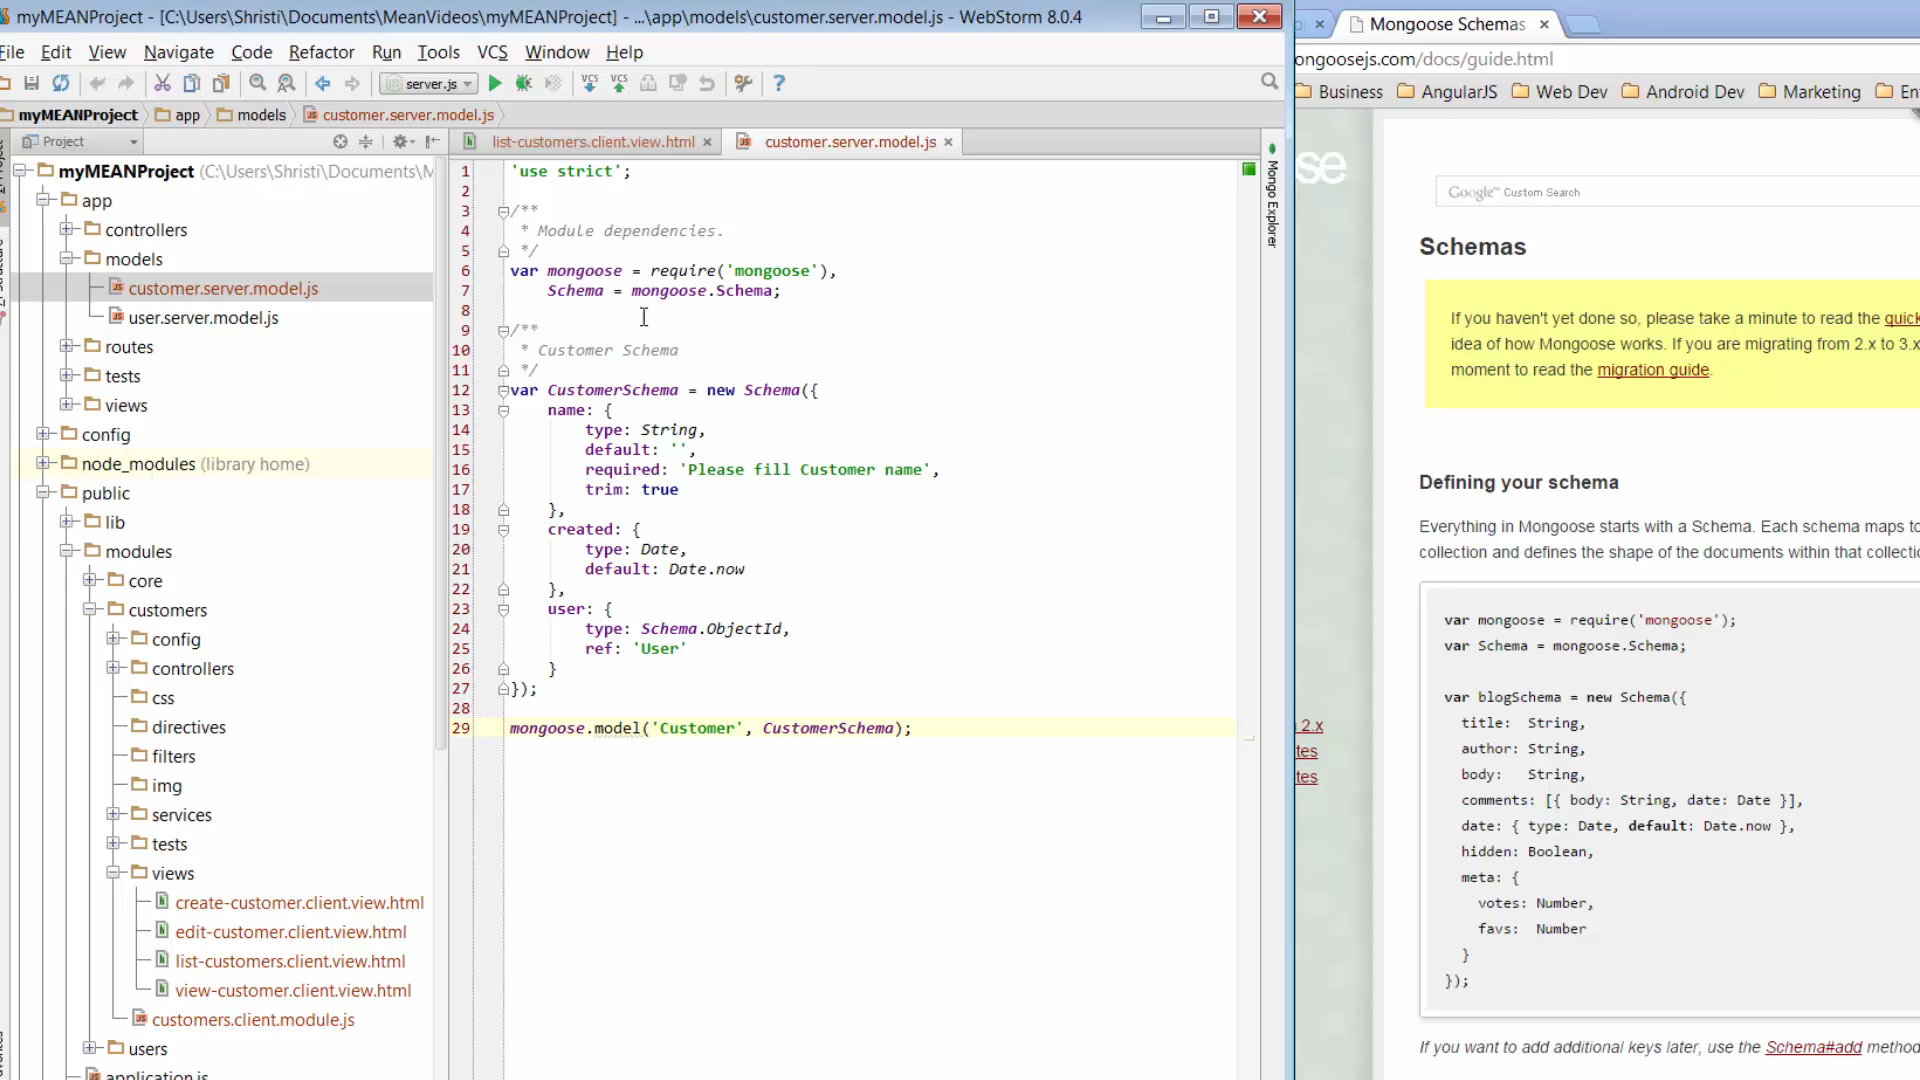 myMEANProject - [C:\Users\Shristi\Documents\MeanVideos\myMEANProject] - ...\app\models\customer.server.model.js - WebStorm 8.0.4
File Edit View Navigate Code Refactor Run Tools VCS Window Help
server.js
VCS VCS
myMEANProject app models customer.server.model.js
Project
list-customers.client.view.html
customer.server.model.js
myMEANProject (C:\Users\Shristi\Documents\M
app
controllers
models
customer.server.model.js
user.server.model.js
routes
tests
views
config
node_modules (library home)
public
lib
modules
core
customers
config
controllers
css
directives
filters
img
services
tests
views
create-customer.client.view.html
edit-customer.client.view.html
list-customers.client.view.html
view-customer.client.view.html
customers.client.module.js
users
application.js
1 'use strict';
2
3 /**
4 * Module dependencies.
5 */
6 var mongoose = require('mongoose'),
7 Schema = mongoose.Schema;
8
9 /**
10 * Customer Schema
11 */
12 var CustomerSchema = new Schema({
13 name: {
14 type: String,
15 default: '',
16 required: 'Please fill Customer name',
17 trim: true
18 },
19 created: {
20 type: Date,
21 default: Date.now
22 },
23 user: {
24 type: Schema.ObjectId,
25 ref: 'User'
26 }
27 });
28
29 mongoose.model('Customer', CustomerSchema);
Mongo Explorer
Mongoose Schemas
ongoosejs.com/docs/guide.html
Business AngularJS Web Dev Android Dev Marketing En
se
Google™ Custom Search
Schemas
If you haven't yet done so, please take a minute to read the quick
idea of how Mongoose works. If you are migrating from 2.x to 3.x
moment to read the migration guide.
Defining your schema
Everything in Mongoose starts with a Schema. Each schema maps to
collection and defines the shape of the documents within that collectio
2.x
tes
tes
var mongoose = require('mongoose');
var Schema = mongoose.Schema;
var blogSchema = new Schema({
title: String,
author: String,
body: String,
comments: [{ body: String, date: Date }],
date: { type: Date, default: Date.now },
hidden: Boolean,
meta: {
votes: Number,
favs: Number
}
});
If you want to add additional keys later, use the Schema#add method